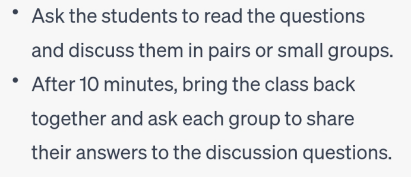 • Ask the students to read the questions
and discuss them in pairs or small groups.
• After 10 minutes, bring the class back
together and ask each group to share
their answers to the discussion questions.